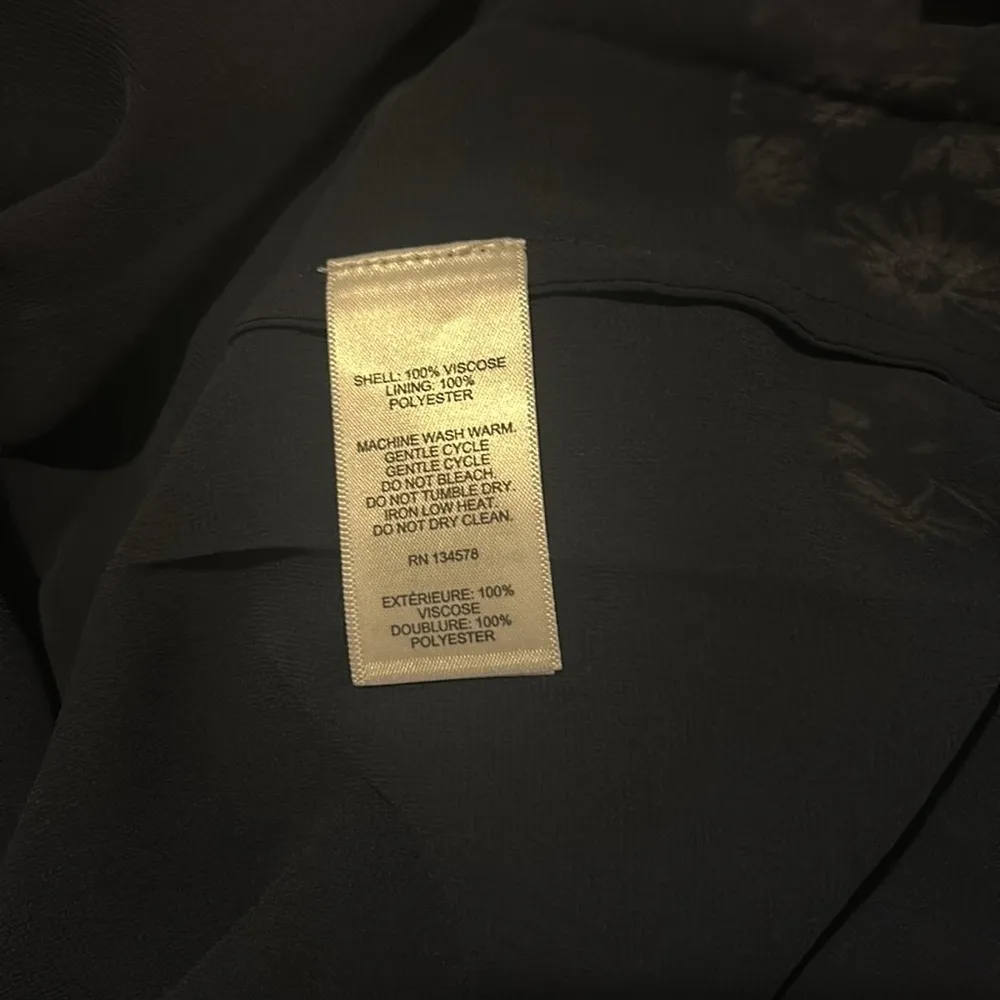 SHELL: 100% VISCOSE
LINING: 100%
POLYESTER
MACHINE WASH WARM.
GENTLE CYCLE
GENTLE CYCLE
DO NOT BLEACH.
DO NOT TUMBLE DRY.
IRON LOW HEAT.
DO NOT DRY CLEAN.
RN 134578
EXTÉRIEURE: 100%
VISCOSE
DOUBLURE: 100%
POLYESTER